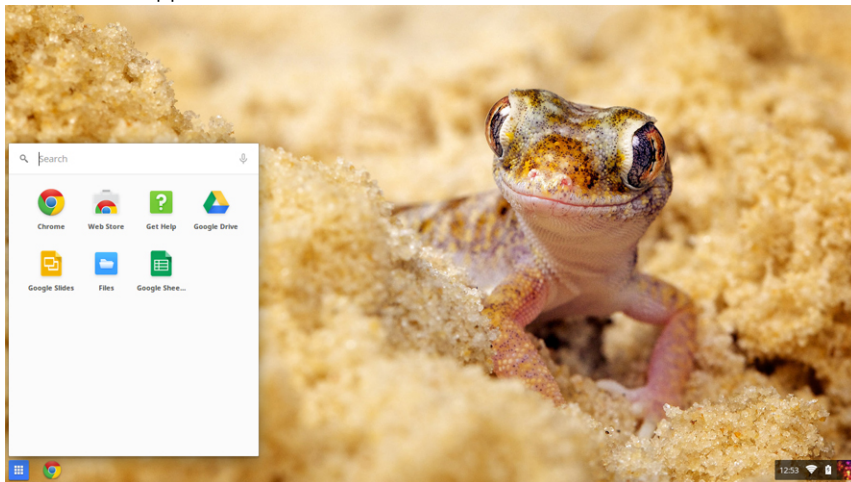 Search
Chrome
Web Store
Get Help
Google Drive
Google Slides
Files
Google Shee...
12:53